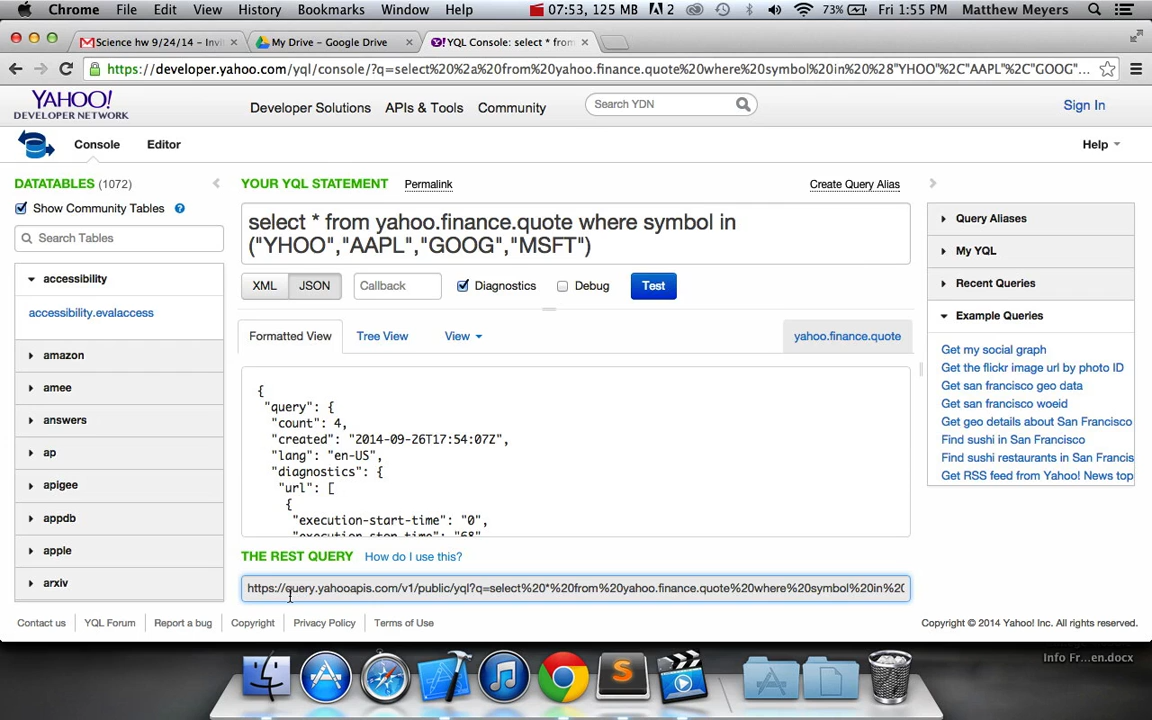 Chrome File Edit View History Bookmarks Window Help 07:53, 125 MB 2 73% Fri 1:55 PM Matthew Meyers
Science hw 9/24/14 - Invi
My Drive - Google Drive
YQL Console: select * from
https://developer.yahoo.com/yql/console/?q=select%20%2a%20from%20yahoo.finance.quote%20where%20symbol%20in%20%28"YHOO"%2C"AAPL"%2C"GOOG"...
YAHOO!
DEVELOPER NETWORK
Developer Solutions APIs & Tools Community
Search YDN
Sign In
Console Editor
Help
DATATABLES (1072)
Show Community Tables ?
Search Tables
accessibility
accessibility.evalaccess
amazon
amee
answers
ap
apigee
appdb
apple
arxiv
YOUR YQL STATEMENT Permalink Create Query Alias
select * from yahoo.finance.quote where symbol in
("YHOO","AAPL","GOOG","MSFT")
XML JSON Callback Diagnostics Debug Test
Formatted View Tree View View yahoo.finance.quote
{
"query": {
"count": 4,
"created": "2014-09-26T17:54:07Z",
"lang": "en-US",
"diagnostics": {
"url": [
{
"execution-start-time": "0",
"execution-stop-time": "68",
THE REST QUERY How do I use this?
https://query.yahooapis.com/v1/public/yql?q=select%20*%20from%20yahoo.finance.quote%20where%20symbol%20in%20(
Query Aliases
My YQL
Recent Queries
Example Queries
Get my social graph
Get the flickr image url by photo ID
Get san francisco geo data
Get san francisco woeid
Get geo details about San Francisco
Find sushi in San Francisco
Find sushi restaurants in San Francis
Get RSS feed from Yahoo! News top
Contact us YQL Forum Report a bug Copyright Privacy Policy Terms of Use
Copyright © 2014 Yahoo! Inc. All rights reserved.
Info Fr...en.docx